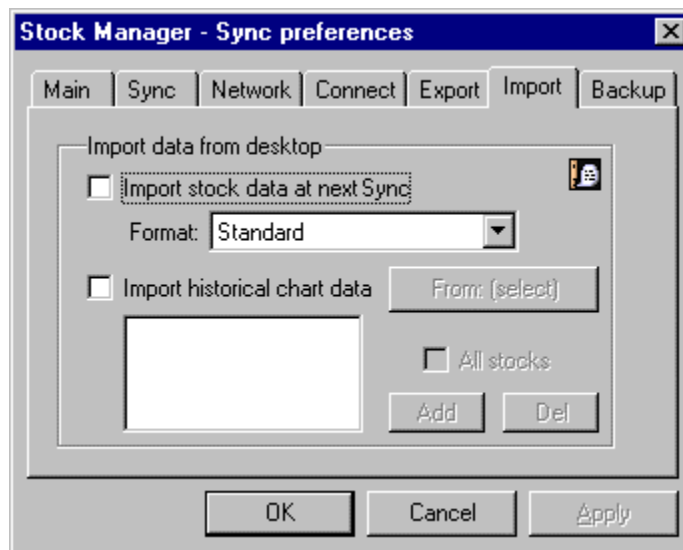 Stock Manager - Sync preferences
Main Sync Network Connect Export Import Backup
Import data from desktop
Import stock data at next Sync
Format: Standard
Import historical chart data From: (select)
All stocks
Add Del
OK Cancel Apply